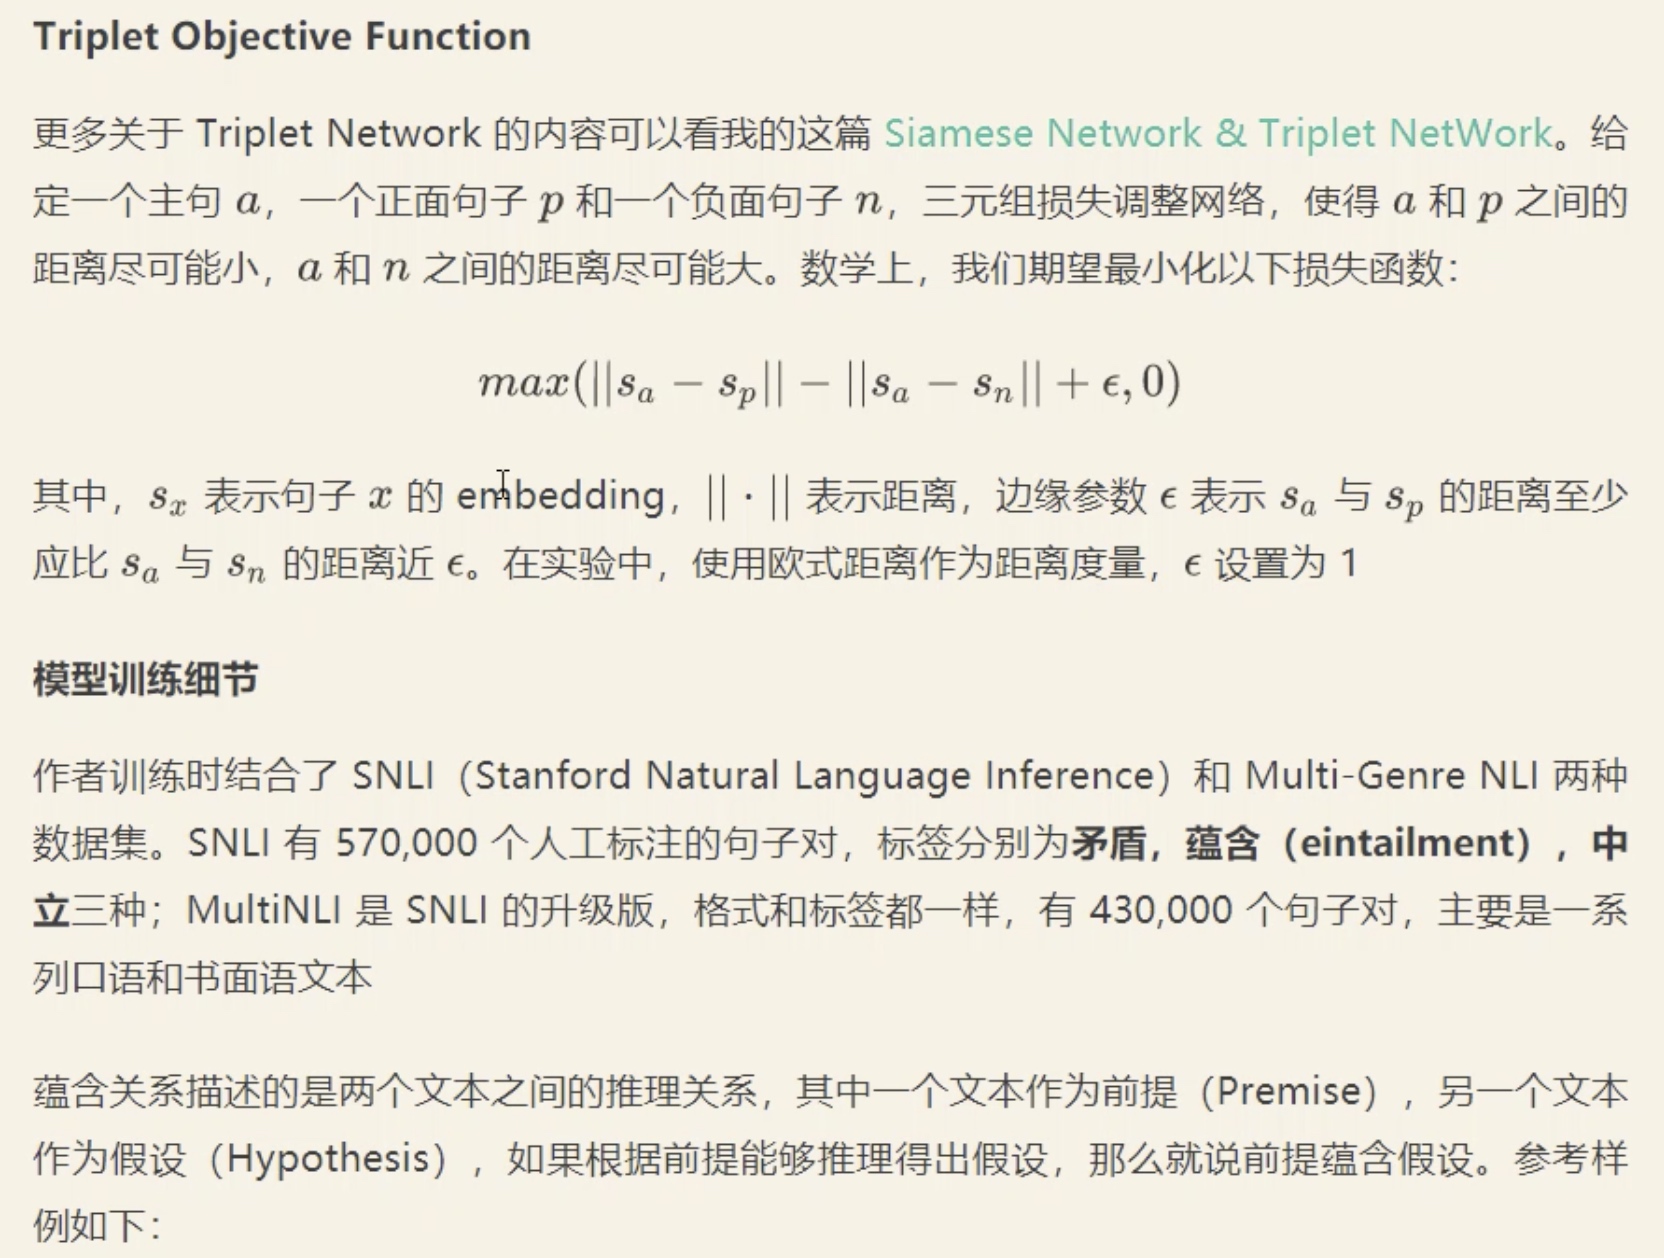 Triplet Objective Function
更多关于 Triplet Network 的内容可以看我的这篇 Siamese Network & Triplet NetWork。给
定一个主句 a，一个正面句子 p 和一个负面句子 n，三元组损失调整网络，使得 a 和 p 之间的
距离尽可能小，a 和 n 之间的距离尽可能大。数学上，我们期望最小化以下损失函数：
max(||s_a − s_p|| − ||s_a − s_n|| + ϵ, 0)
其中，s_x 表示句子 x 的 embedding，|| · || 表示距离，边缘参数 ϵ 表示 s_a 与 s_p 的距离至少
应比 s_a 与 s_n 的距离近 ϵ。在实验中，使用欧式距离作为距离度量，ϵ 设置为 1
模型训练细节
作者训练时结合了 SNLI（Stanford Natural Language Inference）和 Multi-Genre NLI 两种
数据集。SNLI 有 570,000 个人工标注的句子对，标签分别为矛盾，蕴含（eintailment），中
立三种；MultiNLI 是 SNLI 的升级版，格式和标签都一样，有 430,000 个句子对，主要是一系
列口语和书面语文本
蕴含关系描述的是两个文本之间的推理关系，其中一个文本作为前提（Premise），另一个文本
作为假设（Hypothesis），如果根据前提能够推理得出假设，那么就说前提蕴含假设。参考样
例如下：